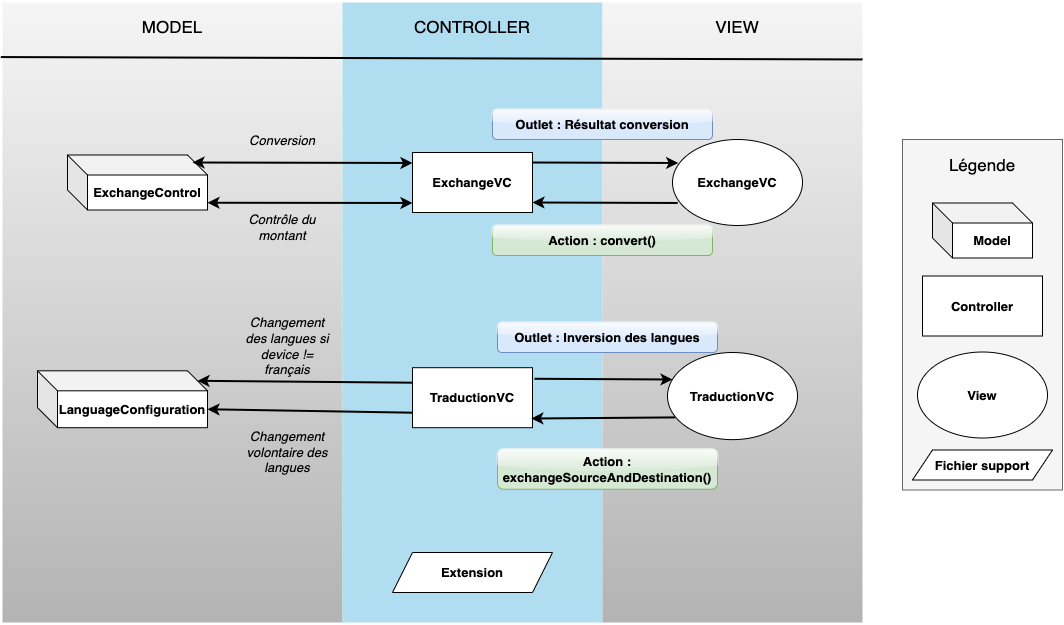 MODEL
CONTROLLER
VIEW
Outlet : Résultat conversion
Conversion
ExchangeControl
ExchangeVC
ExchangeVC
Contrôle du
montant
Action : convert()
Changement
des langues si
device !=
français
Outlet : Inversion des langues
LanguageConfiguration
TraductionVC
TraductionVC
Changement
volontaire des
langues
Action :
exchangeSourceAndDestination()
Extension
Légende
Model
Controller
View
Fichier support